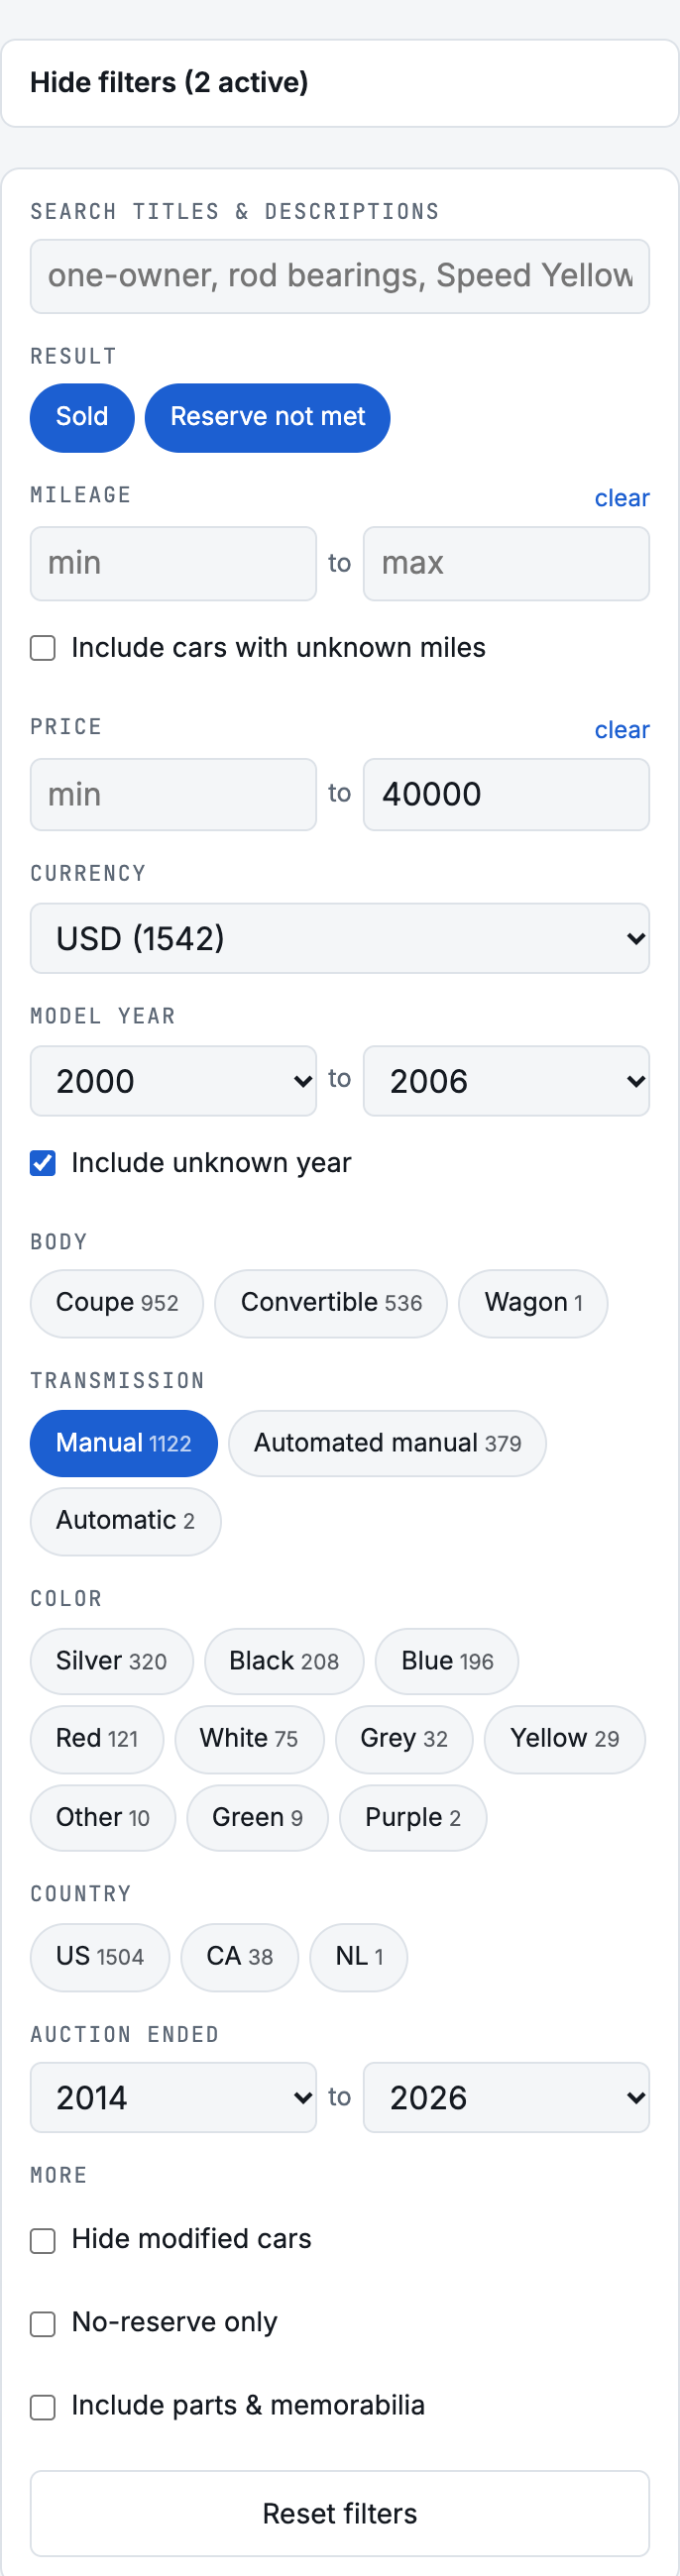 Hide filters (2 active)
SEARCH TITLES & DESCRIPTIONS
one-owner, rod bearings, Speed Yellow
RESULT
Sold Reserve not met
MILEAGE clear
min to max
Include cars with unknown miles
PRICE clear
min to 40000
CURRENCY
USD (1542)
MODEL YEAR
2000 to 2006
Include unknown year
BODY
Coupe 952 Convertible 536 Wagon 1
TRANSMISSION
Manual 1122 Automated manual 379
Automatic 2
COLOR
Silver 320 Black 208 Blue 196
Red 121 White 75 Grey 32 Yellow 29
Other 10 Green 9 Purple 2
COUNTRY
US 1504 CA 38 NL 1
AUCTION ENDED
2014 to 2026
MORE
Hide modified cars
No-reserve only
Include parts & memorabilia
Reset filters